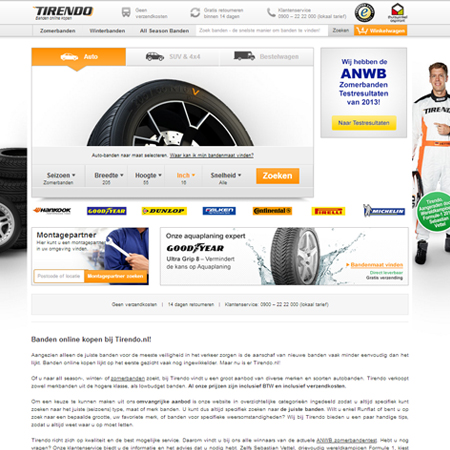 TIRENDO
Banden online kopen
Geen verzendkosten
Gratis retourneren binnen 14 dagen
Klantenservice
0900 – 22 22 000 (lokaal tarief)
Zomerbanden Winterbanden All Season Banden
Zoeken
Winkelwagen
Auto
SUV & 4x4
Bestelwagen
Wij hebben de
ANWB
Zomerbanden
Testresultaten
van 2013!
Naar Testresultaten
TIRENDO
Auto-banden naar maat selecteren. Waar kan ik mijn bandenmaat vinden?
Seizoen Breedte Hoogte Inch Snelheid
Zomerbanden 205 55 16 Alle
Zoeken
HANKOOK GOODYEAR DUNLOP FALKEN Continental PIRELLI MICHELIN
Tirendo, Aangeraden door Wereldkampioen Formule-1 2012 Sebastian Vettel
Montagepartner
Hier kunt u een montagepartner in uw omgeving vinden.
Postcode of plaats
Montagepartner zoeken
Onze aquaplaning expert
GOODYEAR
Ultra Grip 8 – Vermindert
de kans op Aquaplaning
Bandenmaat vinden
Direct leverbaar
Gratis verzending
Geen verzendkosten | 14 dagen retourneren | Klantenservice: 0900 – 22 22 000 (lokaal tarief)
Banden online kopen bij Tirendo.nl!
Aangezien alleen de juiste banden voor de meeste veiligheid in het verkeer zorgen is de aanschaf van nieuwe banden vaak minder eenvoudig dan het
lijkt. Banden online kopen lijkt op het eerste gezicht vaak nog ingewikkelder. Maar nu is er Tirendo.nl!
Of u naar all season-, winter- of zomerbanden zoekt, bij Tirendo vindt u een groot aanbod van diverse merken en soorten autobanden. Tirendo verkoopt
zowel merkbanden uit de hogere klasse, als lowbudget banden. Al onze prijzen zijn inclusief BTW en inclusief verzendkosten.
Om een keuze te kunnen maken uit ons omvangrijke aanbod is onze website in overzichtelijke categorieën ingedeeld zodat u altijd specifiek kunt
zoeken naar het juiste (seizoens) type, maat of merk banden. U kunt dus altijd specifiek zoeken naar de juiste banden. Wilt u enkel Runflat of bent u op
zoek naar een bepaalde grootte, uw favoriete merk, of banden voor specifieke weersomstandigheden? Wij bij Tirendo bieden u een paar handige tips,
zodat u altijd weet waar u op moet letten.
Tirendo richt zich op kwaliteit en de best mogelijke service. Daarom vindt u bij ons alle winnaars van de actuele ANWB zomerbandentest. Hebt u nog
vragen? Onze klantenservice biedt u de informatie en het advies dat u nodig hebt. Zelfs Sebastian Vettel, drievoudig wereldkampioen Formule 1, kiest